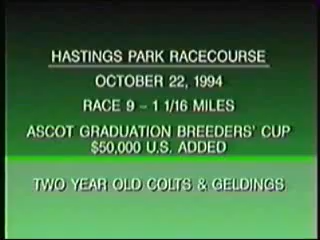 HASTINGS PARK RACECOURSE
OCTOBER 22, 1994
RACE 9 – 1 1/16 MILES
ASCOT GRADUATION BREEDERS' CUP
$50,000 U.S. ADDED
TWO YEAR OLD COLTS & GELDINGS